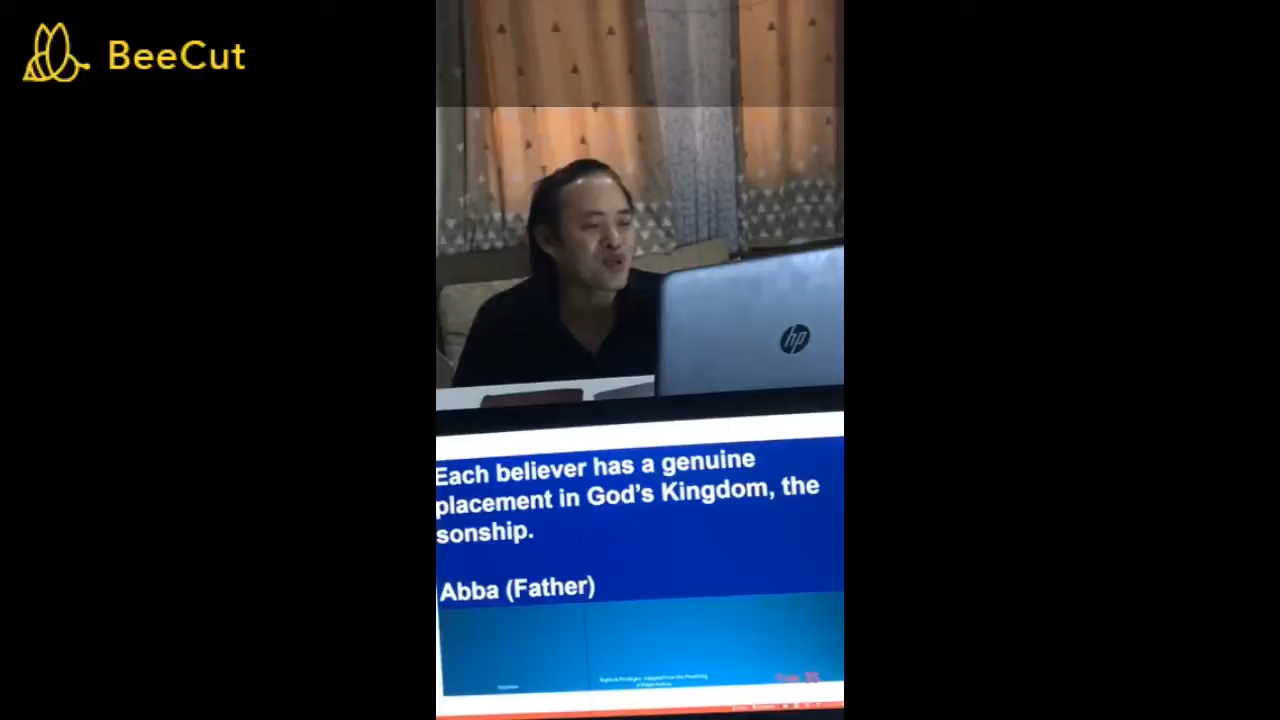 BeeCut
hp
Each believer has a genuine
placement in God's Kingdom, the
sonship.
Abba (Father)